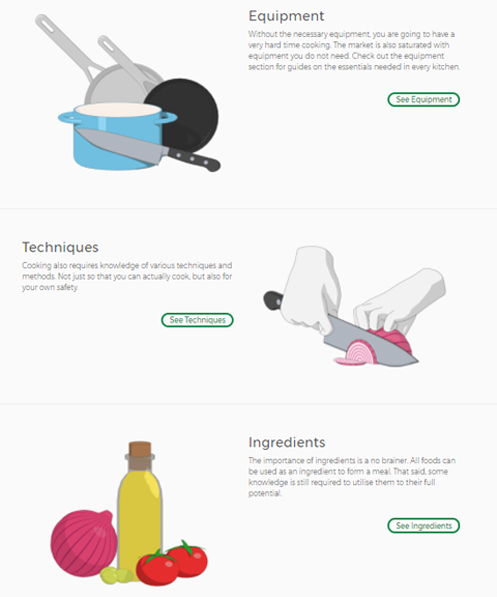 Equipment
Without the necessary equipment, you are going to have a
very hard time cooking. The market is also saturated with
equipment you do not need. Check out the equipment
section for guides on the essentials needed in every kitchen.
See Equipment
Techniques
Cooking also requires knowledge of various techniques and
methods. Not just so that you can actually cook, but also for
your own safety.
See Techniques
Ingredients
The importance of ingredients is a no brainer. All foods can
be used as an ingredient to form a meal. That said, some
knowledge is still required to utilise them to their full
potential.
See Ingredients